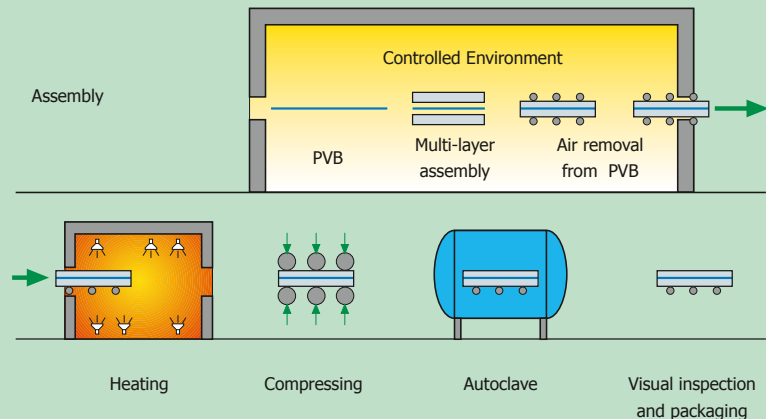 Controlled Environment
Assembly
PVB
Multi-layer
assembly
Air removal
from PVB
Heating
Compressing
Autoclave
Visual inspection
and packaging